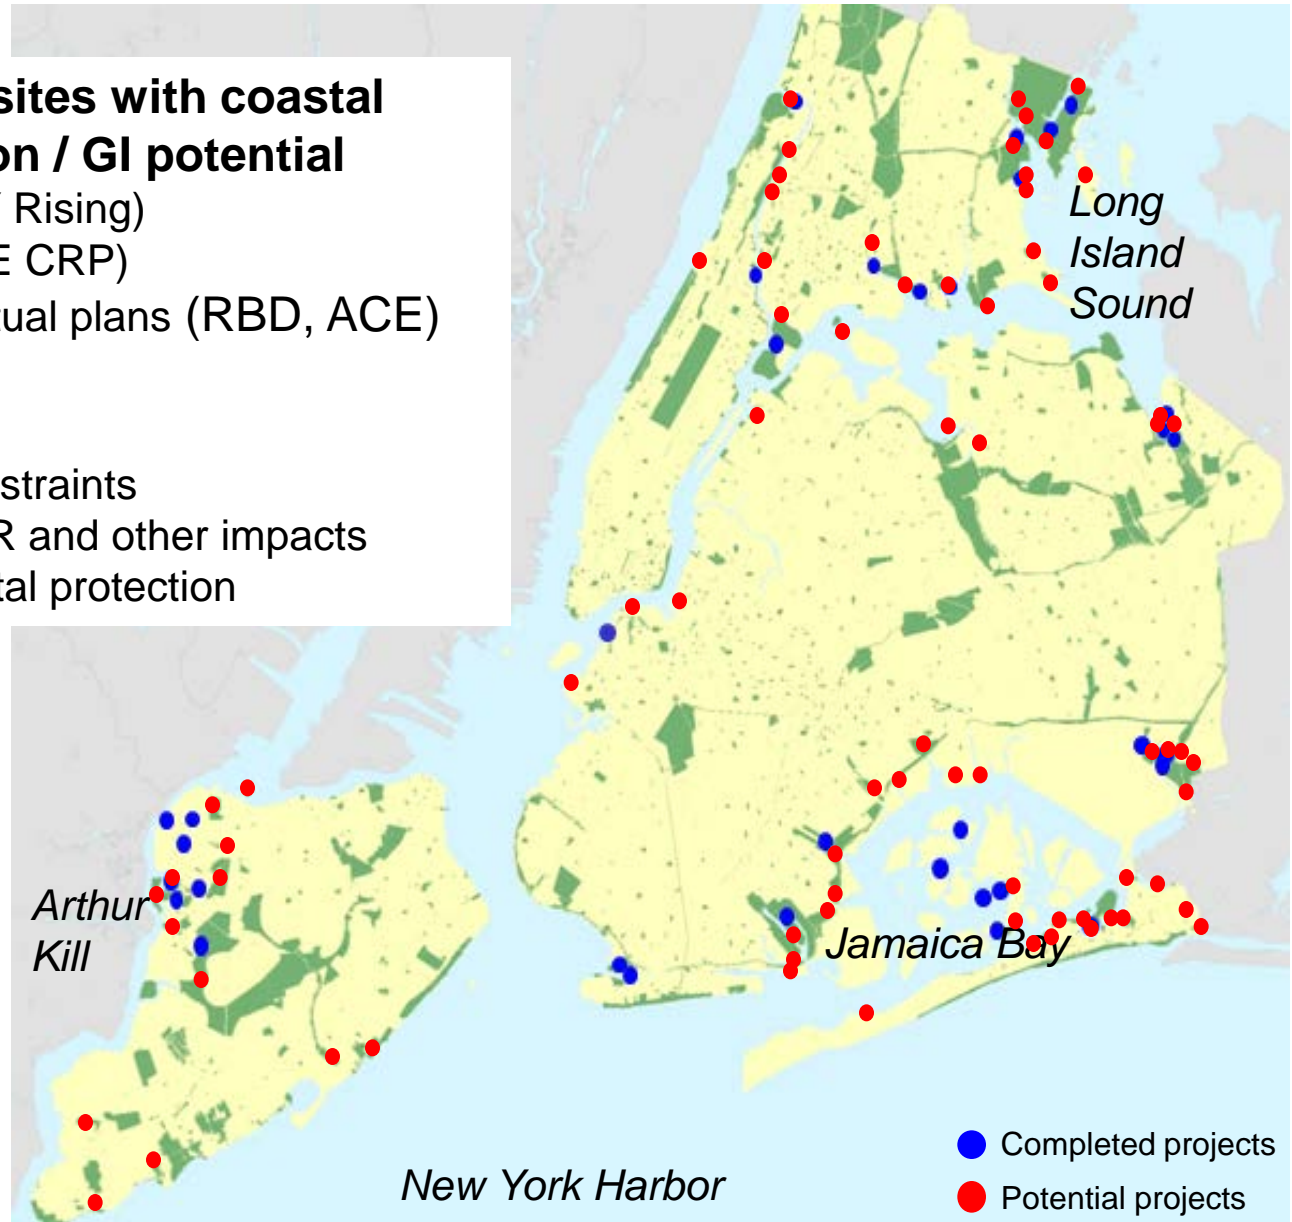 sites with coastal
on / GI potential
Rising)
E CRP)
tual plans (RBD, ACE)
straints
R and other impacts
tal protection
Long
Island
Sound
Arthur
Kill
Jamaica Bay
New York Harbor
Completed projects
Potential projects